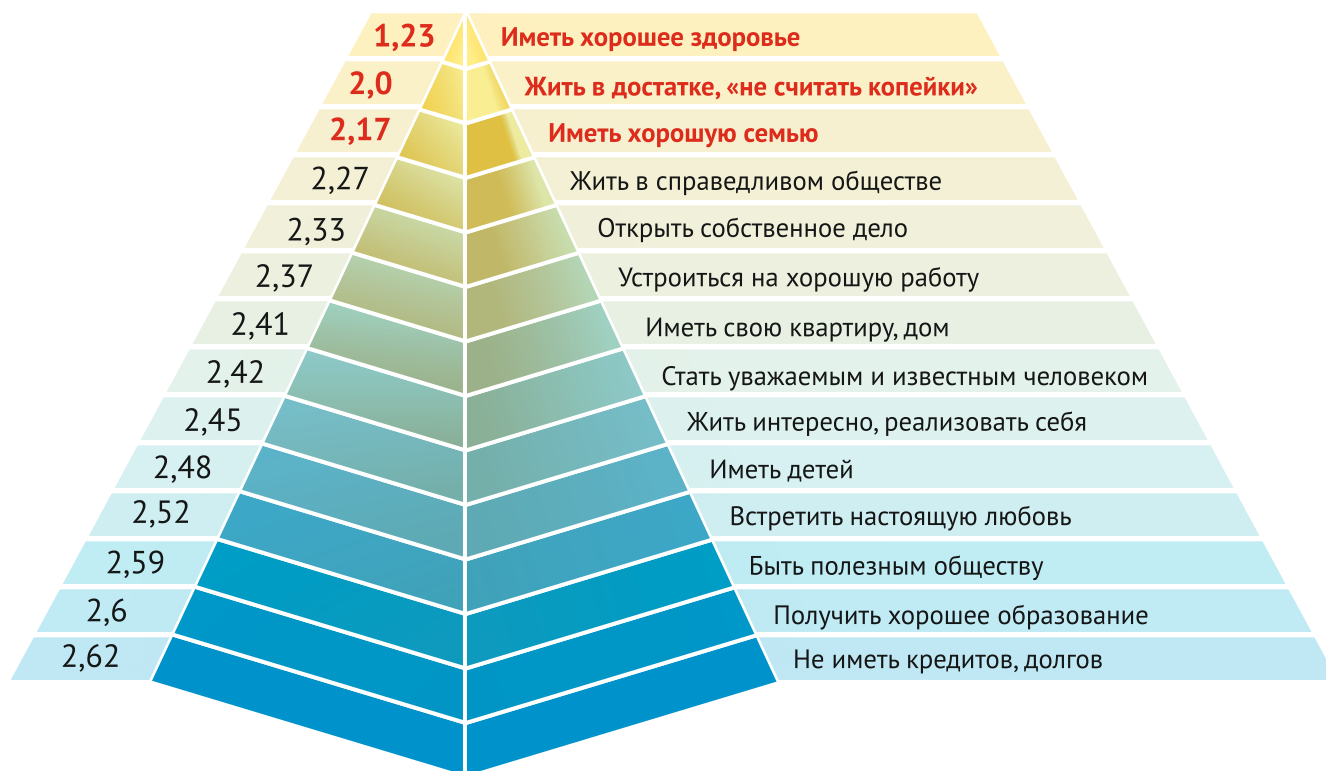 1,23 Иметь хорошее здоровье
2,0 Жить в достатке, «не считать копейки»
2,17 Иметь хорошую семью
2,27 Жить в справедливом обществе
2,33 Открыть собственное дело
2,37 Устроиться на хорошую работу
2,41 Иметь свою квартиру, дом
2,42 Стать уважаемым и известным человеком
2,45 Жить интересно, реализовать себя
2,48 Иметь детей
2,52 Встретить настоящую любовь
2,59 Быть полезным обществу
2,6 Получить хорошее образование
2,62 Не иметь кредитов, долгов